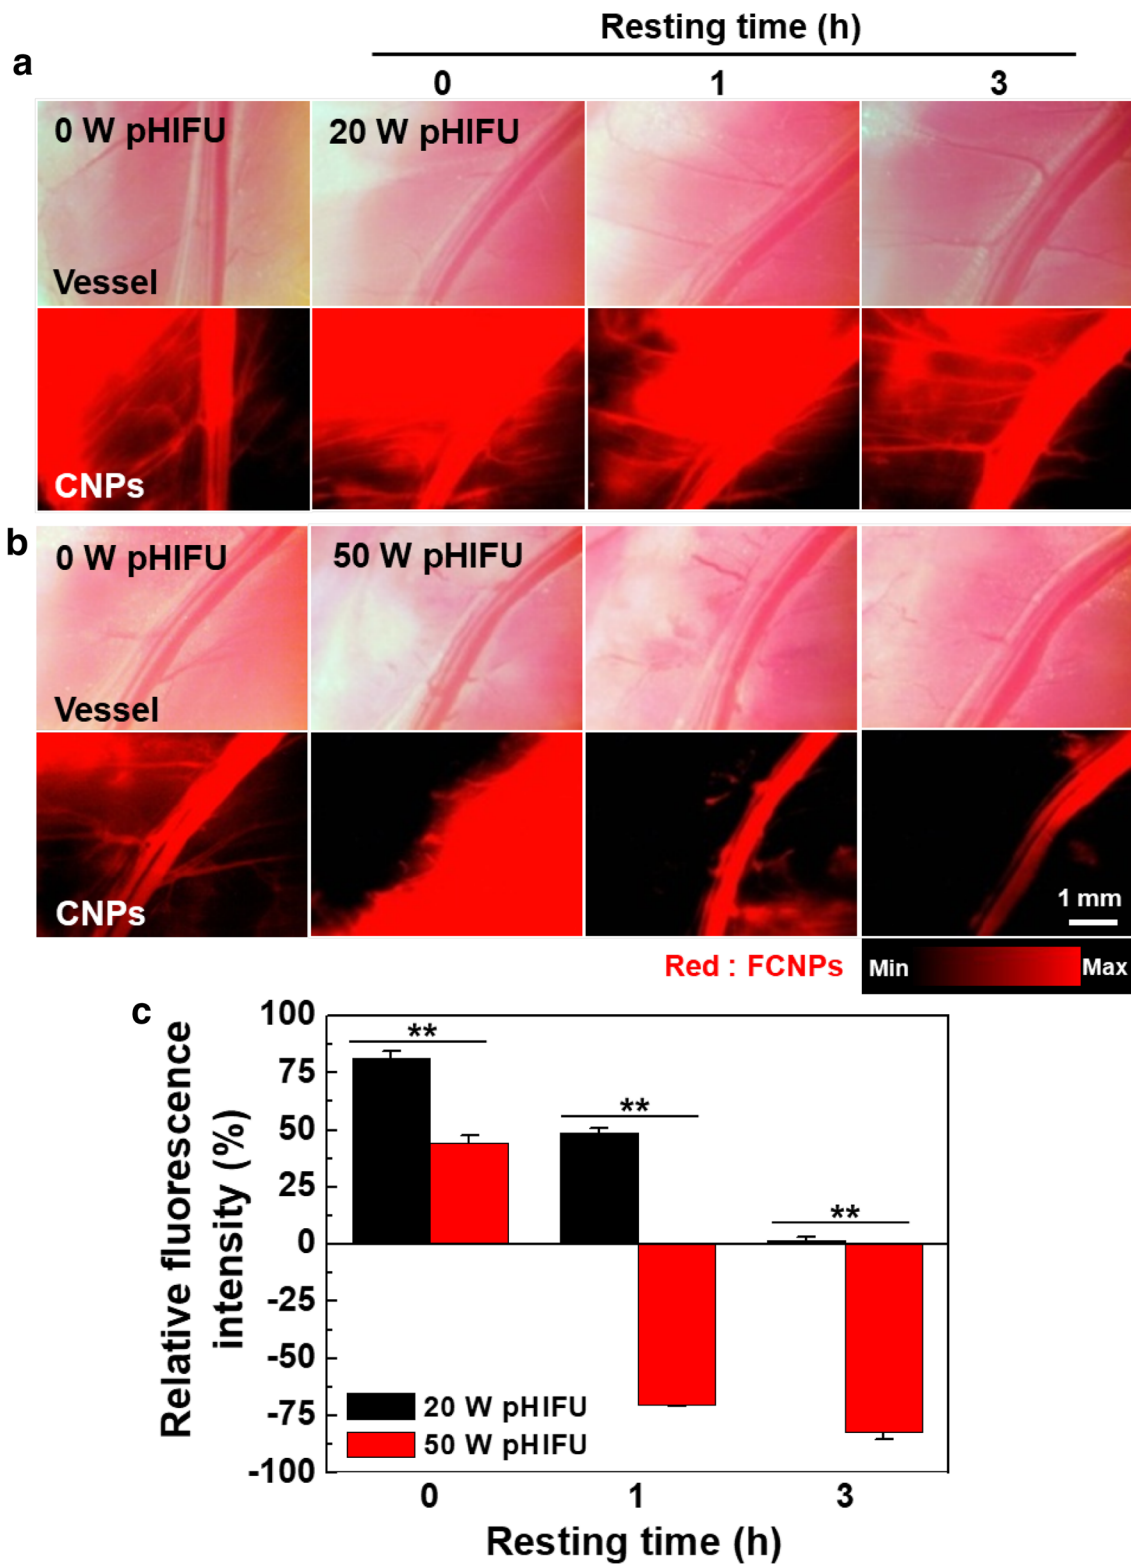 Resting time (h)
a
0 1 3
0 W pHIFU
20 W pHIFU
Vessel
CNPs
b
0 W pHIFU
50 W pHIFU
Vessel
CNPs
1 mm
Red : FCNPs
Min Max
c
Relative fluorescence
intensity (%)
100
75
50
25
0
-25
-50
-75
-100
**
**
**
20 W pHIFU
50 W pHIFU
0 1 3
Resting time (h)